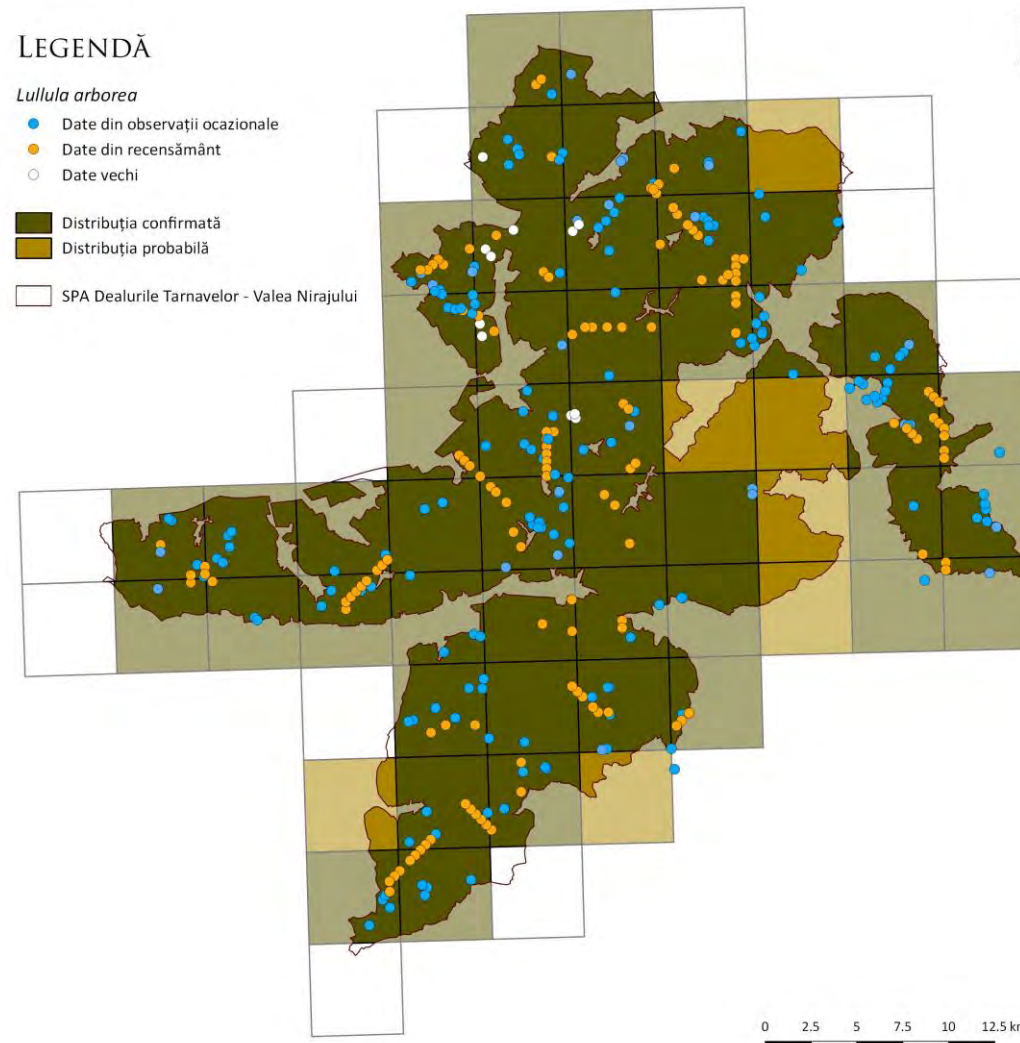 LEGENDĂ
Lullula arborea
Date din observații ocazionale
Date din recensământ
Date vechi
Distribuția confirmată
Distribuția probabilă
SPA Dealurile Tarnavelor - Valea Nirajului
0 2.5 5 7.5 10 12.5 km